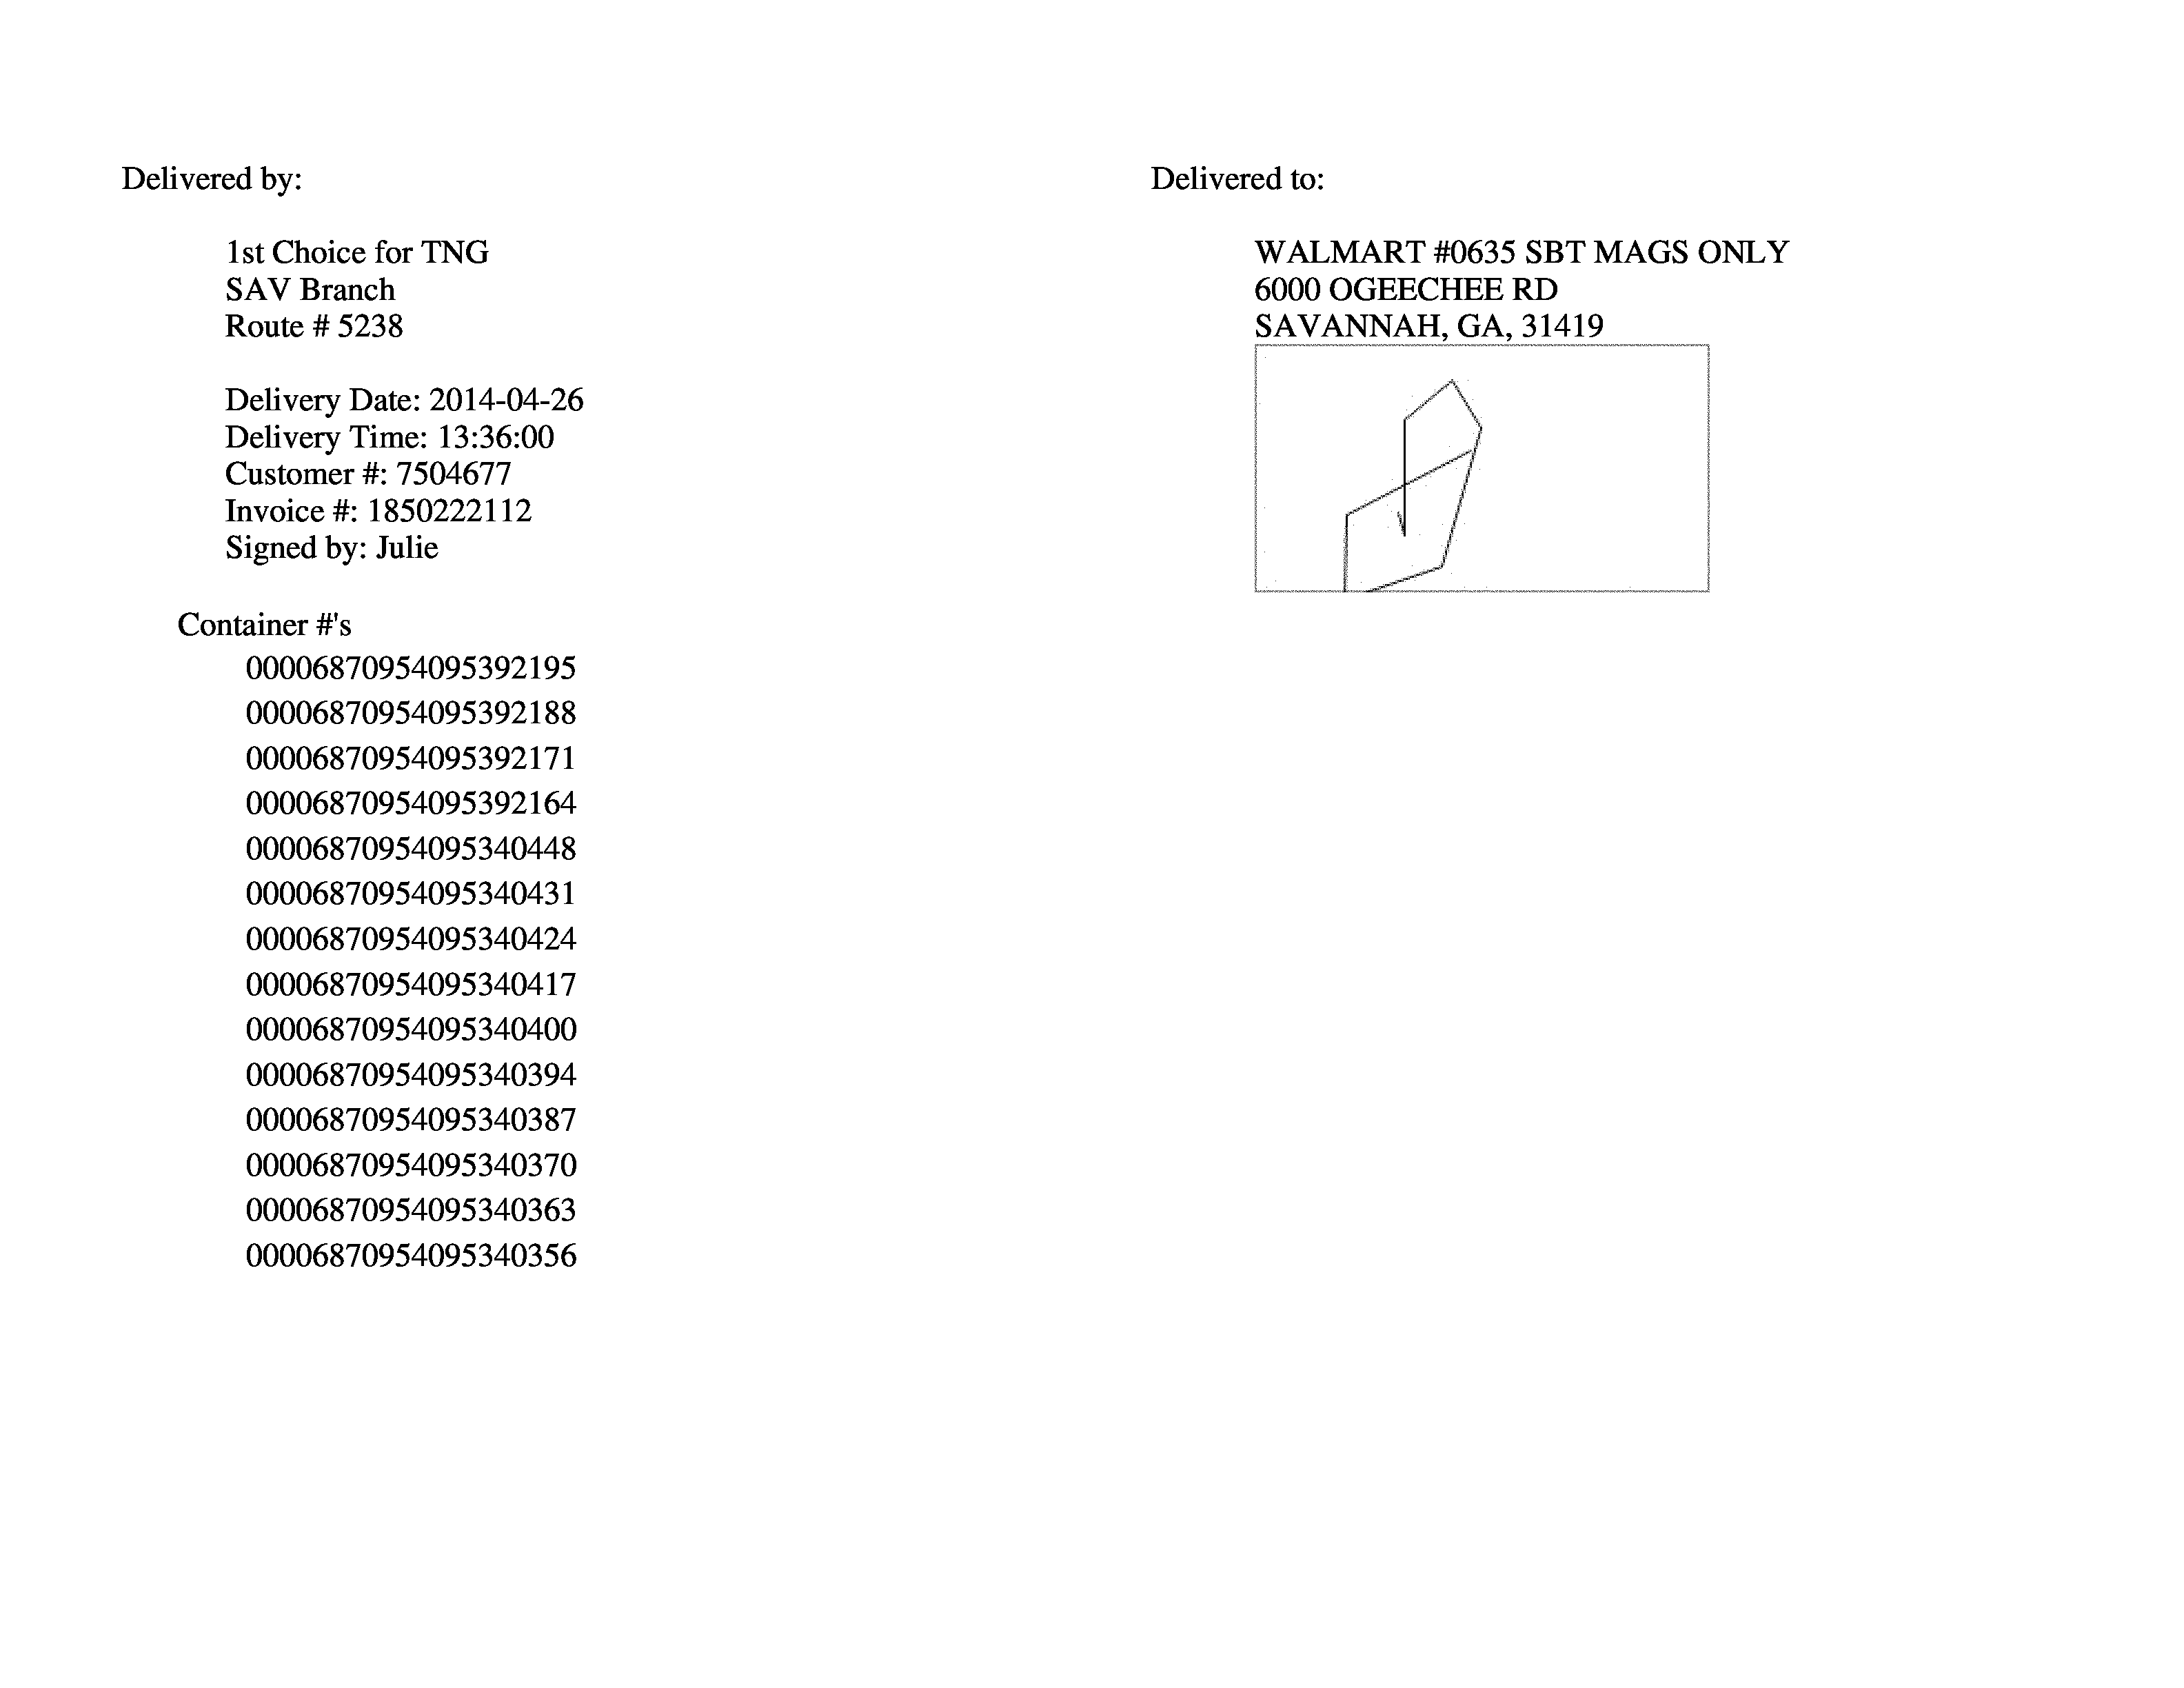 Delivered by:
1st Choice for TNG
SAV Branch
Route # 5238
Delivery Date: 2014-04-26
Delivery Time: 13:36:00
Customer #: 7504677
Invoice #: 1850222112
Signed by: Julie
Container #'s
00006870954095392195
00006870954095392188
00006870954095392171
00006870954095392164
00006870954095340448
00006870954095340431
00006870954095340424
00006870954095340417
00006870954095340400
00006870954095340394
00006870954095340387
00006870954095340370
00006870954095340363
00006870954095340356
Delivered to:
WALMART #0635 SBT MAGS ONLY
6000 OGEECHEE RD
SAVANNAH, GA, 31419